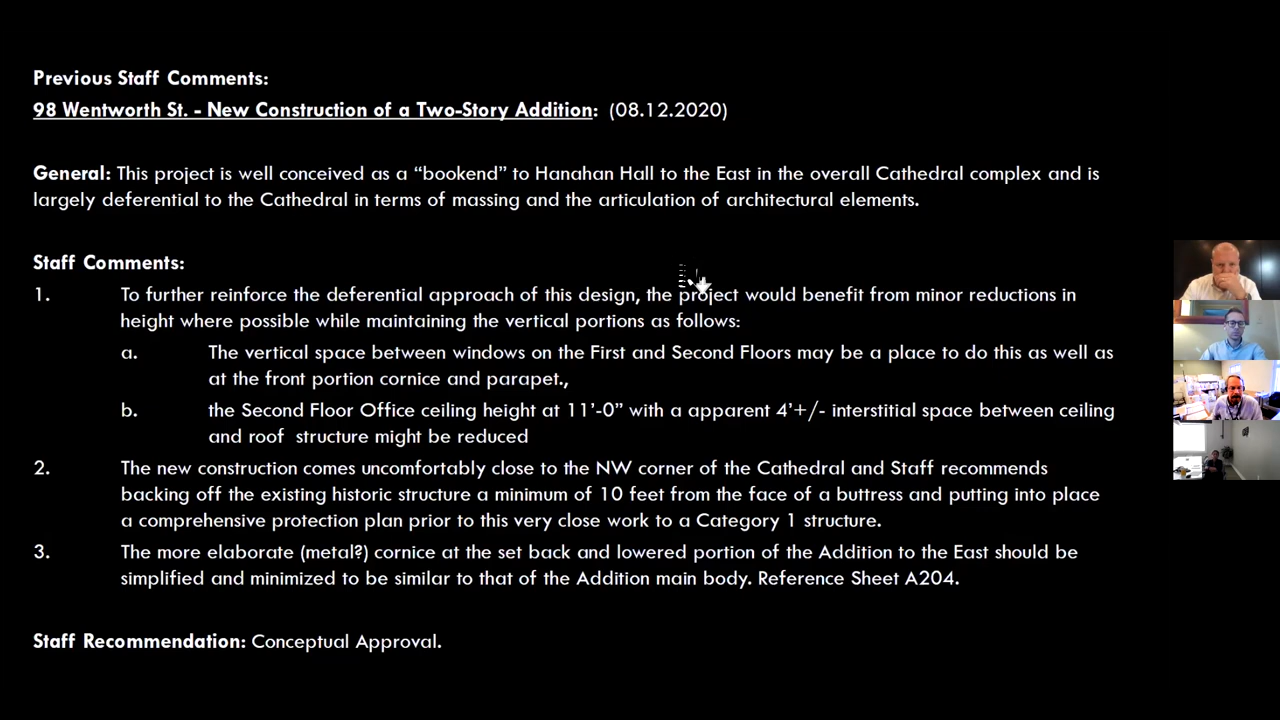 Previous Staff Comments:
98 Wentworth St. - New Construction of a Two-Story Addition: (08.12.2020)
General: This project is well conceived as a “bookend” to Hanahan Hall to the East in the overall Cathedral complex and is
largely deferential to the Cathedral in terms of massing and the articulation of architectural elements.
Staff Comments:
1. To further reinforce the deferential approach of this design, the project would benefit from minor reductions in
height where possible while maintaining the vertical portions as follows:
a. The vertical space between windows on the First and Second Floors may be a place to do this as well as
at the front portion cornice and parapet.,
b. the Second Floor Office ceiling height at 11’-0” with a apparent 4’+/- interstitial space between ceiling
and roof structure might be reduced
2. The new construction comes uncomfortably close to the NW corner of the Cathedral and Staff recommends
backing off the existing historic structure a minimum of 10 feet from the face of a buttress and putting into place
a comprehensive protection plan prior to this very close work to a Category 1 structure.
3. The more elaborate (metal?) cornice at the set back and lowered portion of the Addition to the East should be
simplified and minimized to be similar to that of the Addition main body. Reference Sheet A204.
Staff Recommendation: Conceptual Approval.